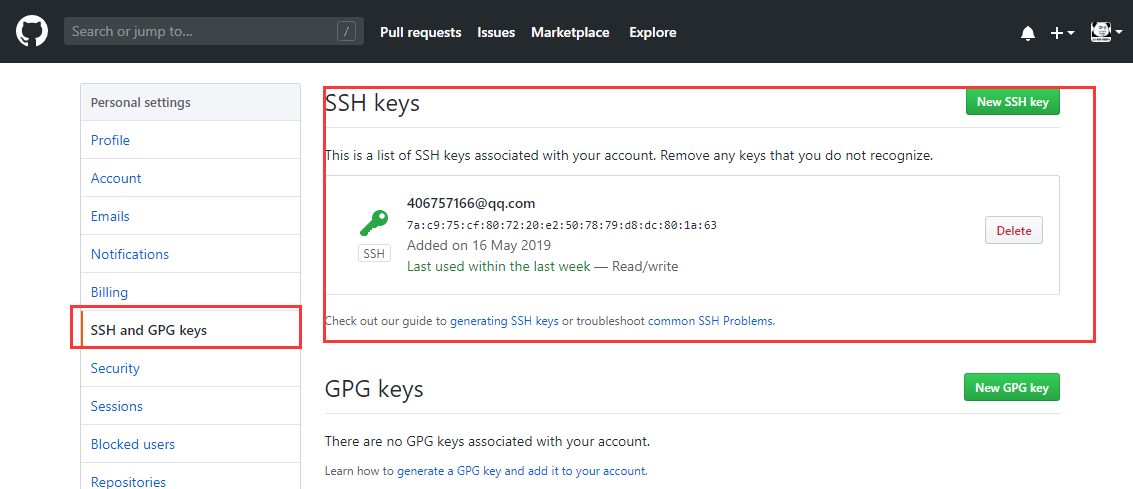 Search or jump to… / Pull requests Issues Marketplace Explore
Personal settings
Profile
Account
Emails
Notifications
Billing
SSH and GPG keys
Security
Sessions
Blocked users
Repositories
SSH keys New SSH key
This is a list of SSH keys associated with your account. Remove any keys that you do not recognize.
406757166@qq.com
7a:c9:75:cf:80:72:20:e2:50:78:79:d8:dc:80:1a:63
SSH Added on 16 May 2019
Last used within the last week — Read/write
Delete
Check out our guide to generating SSH keys or troubleshoot common SSH Problems.
GPG keys New GPG key
There are no GPG keys associated with your account.
Learn how to generate a GPG key and add it to your account.